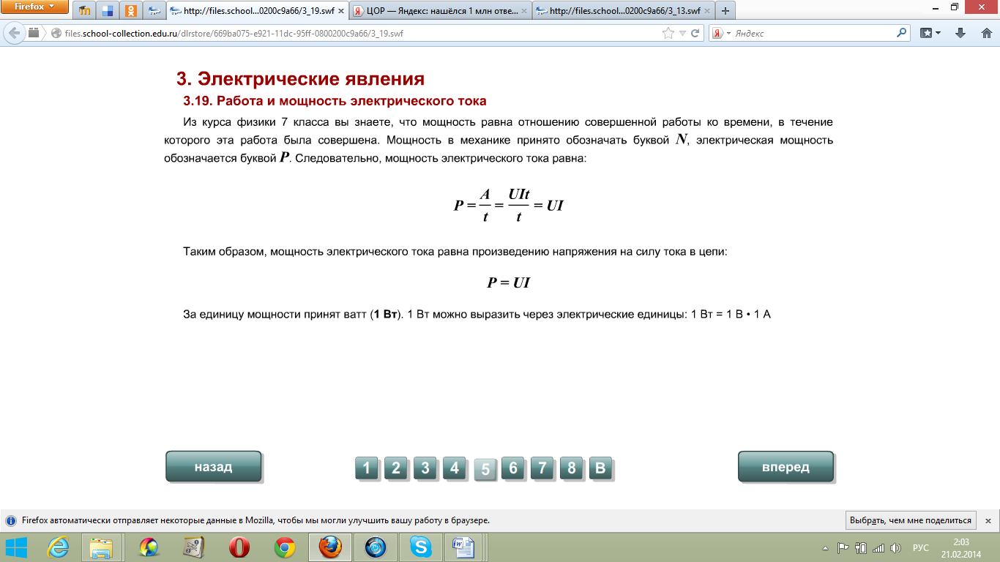 Firefox
http://files.school...0200c9a66/3_19.swf
ЦОР — Яндекс: нашёлся 1 млн отве...
http://files.school...0200c9a66/3_13.swf
files.school-collection.edu.ru/dlrstore/669ba075-e921-11dc-95ff-0800200c9a66/3_19.swf
Я
Яндекс
3. Электрические явления
3.19. Работа и мощность электрического тока
Из курса физики 7 класса вы знаете, что мощность равна отношению совершенной работы ко времени, в течение
которого эта работа была совершена. Мощность в механике принято обозначать буквой N, электрическая мощность
обозначается буквой P. Следовательно, мощность электрического тока равна:
P = A/t = UIt/t = UI
Таким образом, мощность электрического тока равна произведению напряжения на силу тока в цепи:
P = UI
За единицу мощности принят ватт (1 Вт). 1 Вт можно выразить через электрические единицы: 1 Вт = 1 В • 1 А
назад
1 2 3 4 5 6 7 8 В
вперед
Firefox автоматически отправляет некоторые данные в Mozilla, чтобы мы могли улучшить вашу работу в браузере.
Выбрать, чем мне поделиться
РУС
2:03
21.02.2014